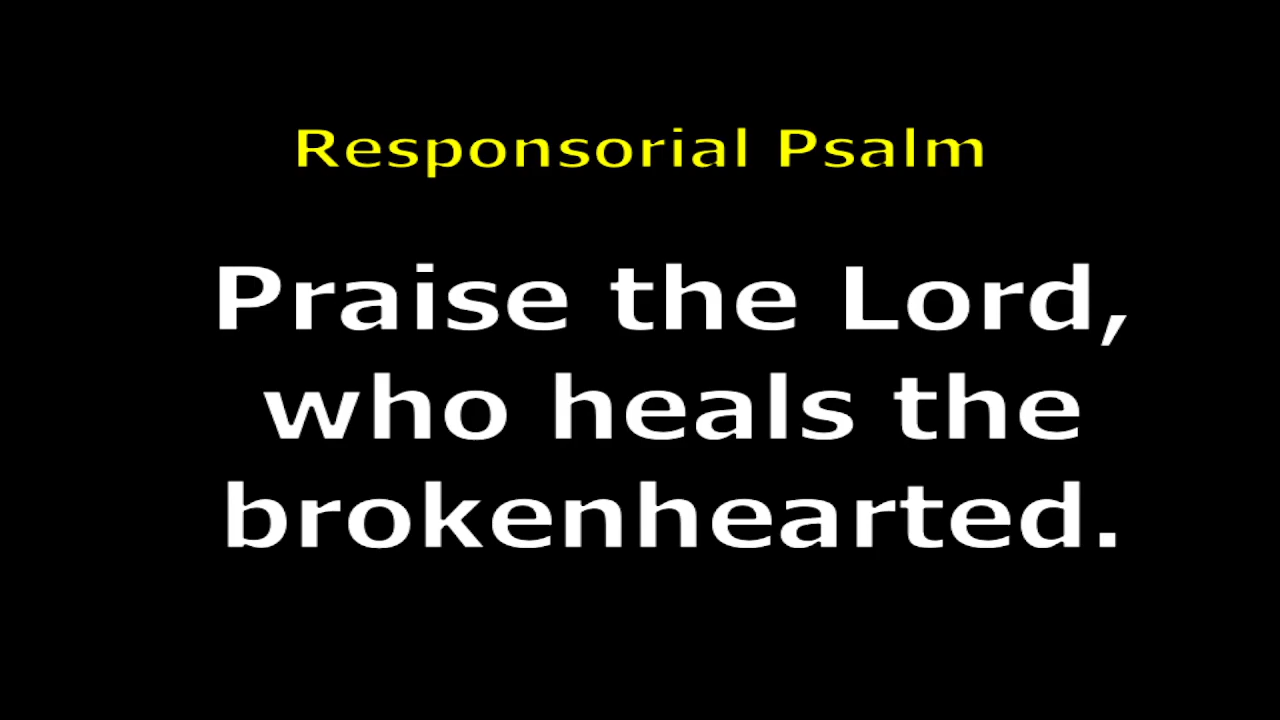 Responsorial Psalm
Praise the Lord,
who heals the
brokenhearted.